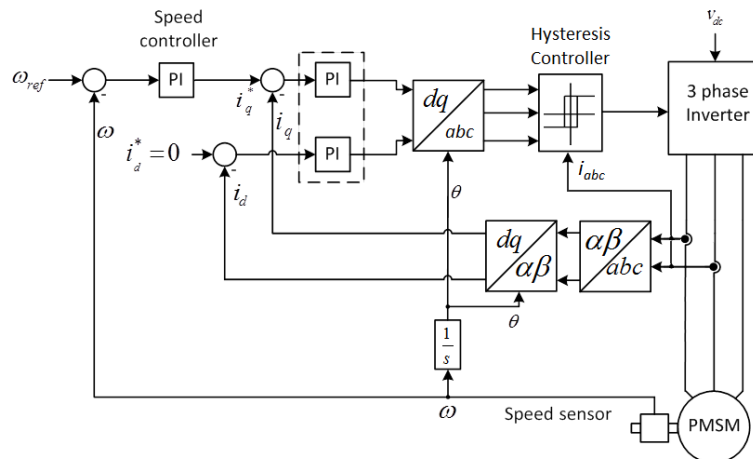 Speed
controller
Hysteresis
Controller
v_dc
ω_ref
-
PI
i_q^*
-
PI
dq
abc
3 phase
Inverter
ω
i_q
i_d^* = 0
-
PI
i_abc
i_d
θ
dq
αβ
αβ
abc
θ
1
s
ω
Speed sensor
PMSM